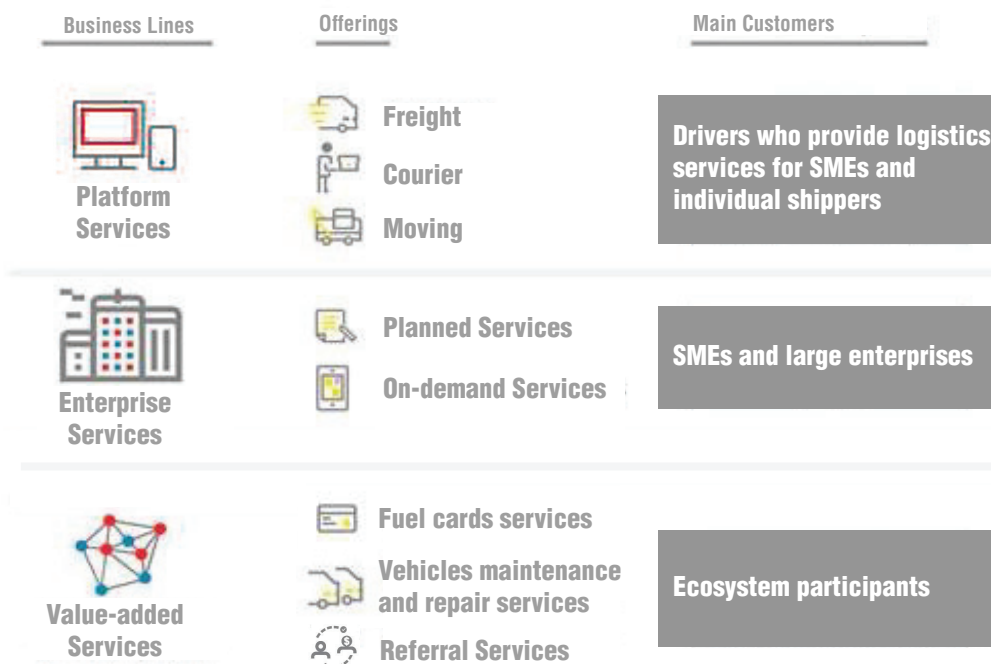 Business Lines
Offerings
Main Customers
Platform
Services
Freight
Courier
Moving
Drivers who provide logistics
services for SMEs and
individual shippers
Enterprise
Services
Planned Services
On-demand Services
SMEs and large enterprises
Value-added
Services
Fuel cards services
Vehicles maintenance
and repair services
Referral Services
Ecosystem participants